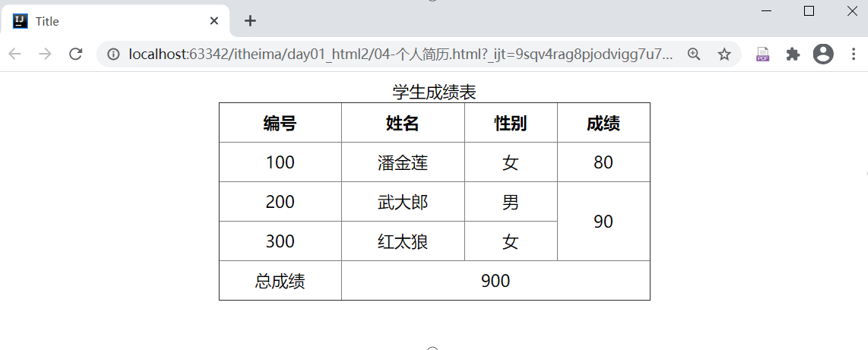 Title
localhost:63342/itheima/day01_html2/04-个人简历.html?_ijt=9sqv4rag8pjodvigg7u7...
学生成绩表
编号 姓名 性别 成绩
100 潘金莲 女 80
200 武大郎 男 90
300 红太狼 女
总成绩 900